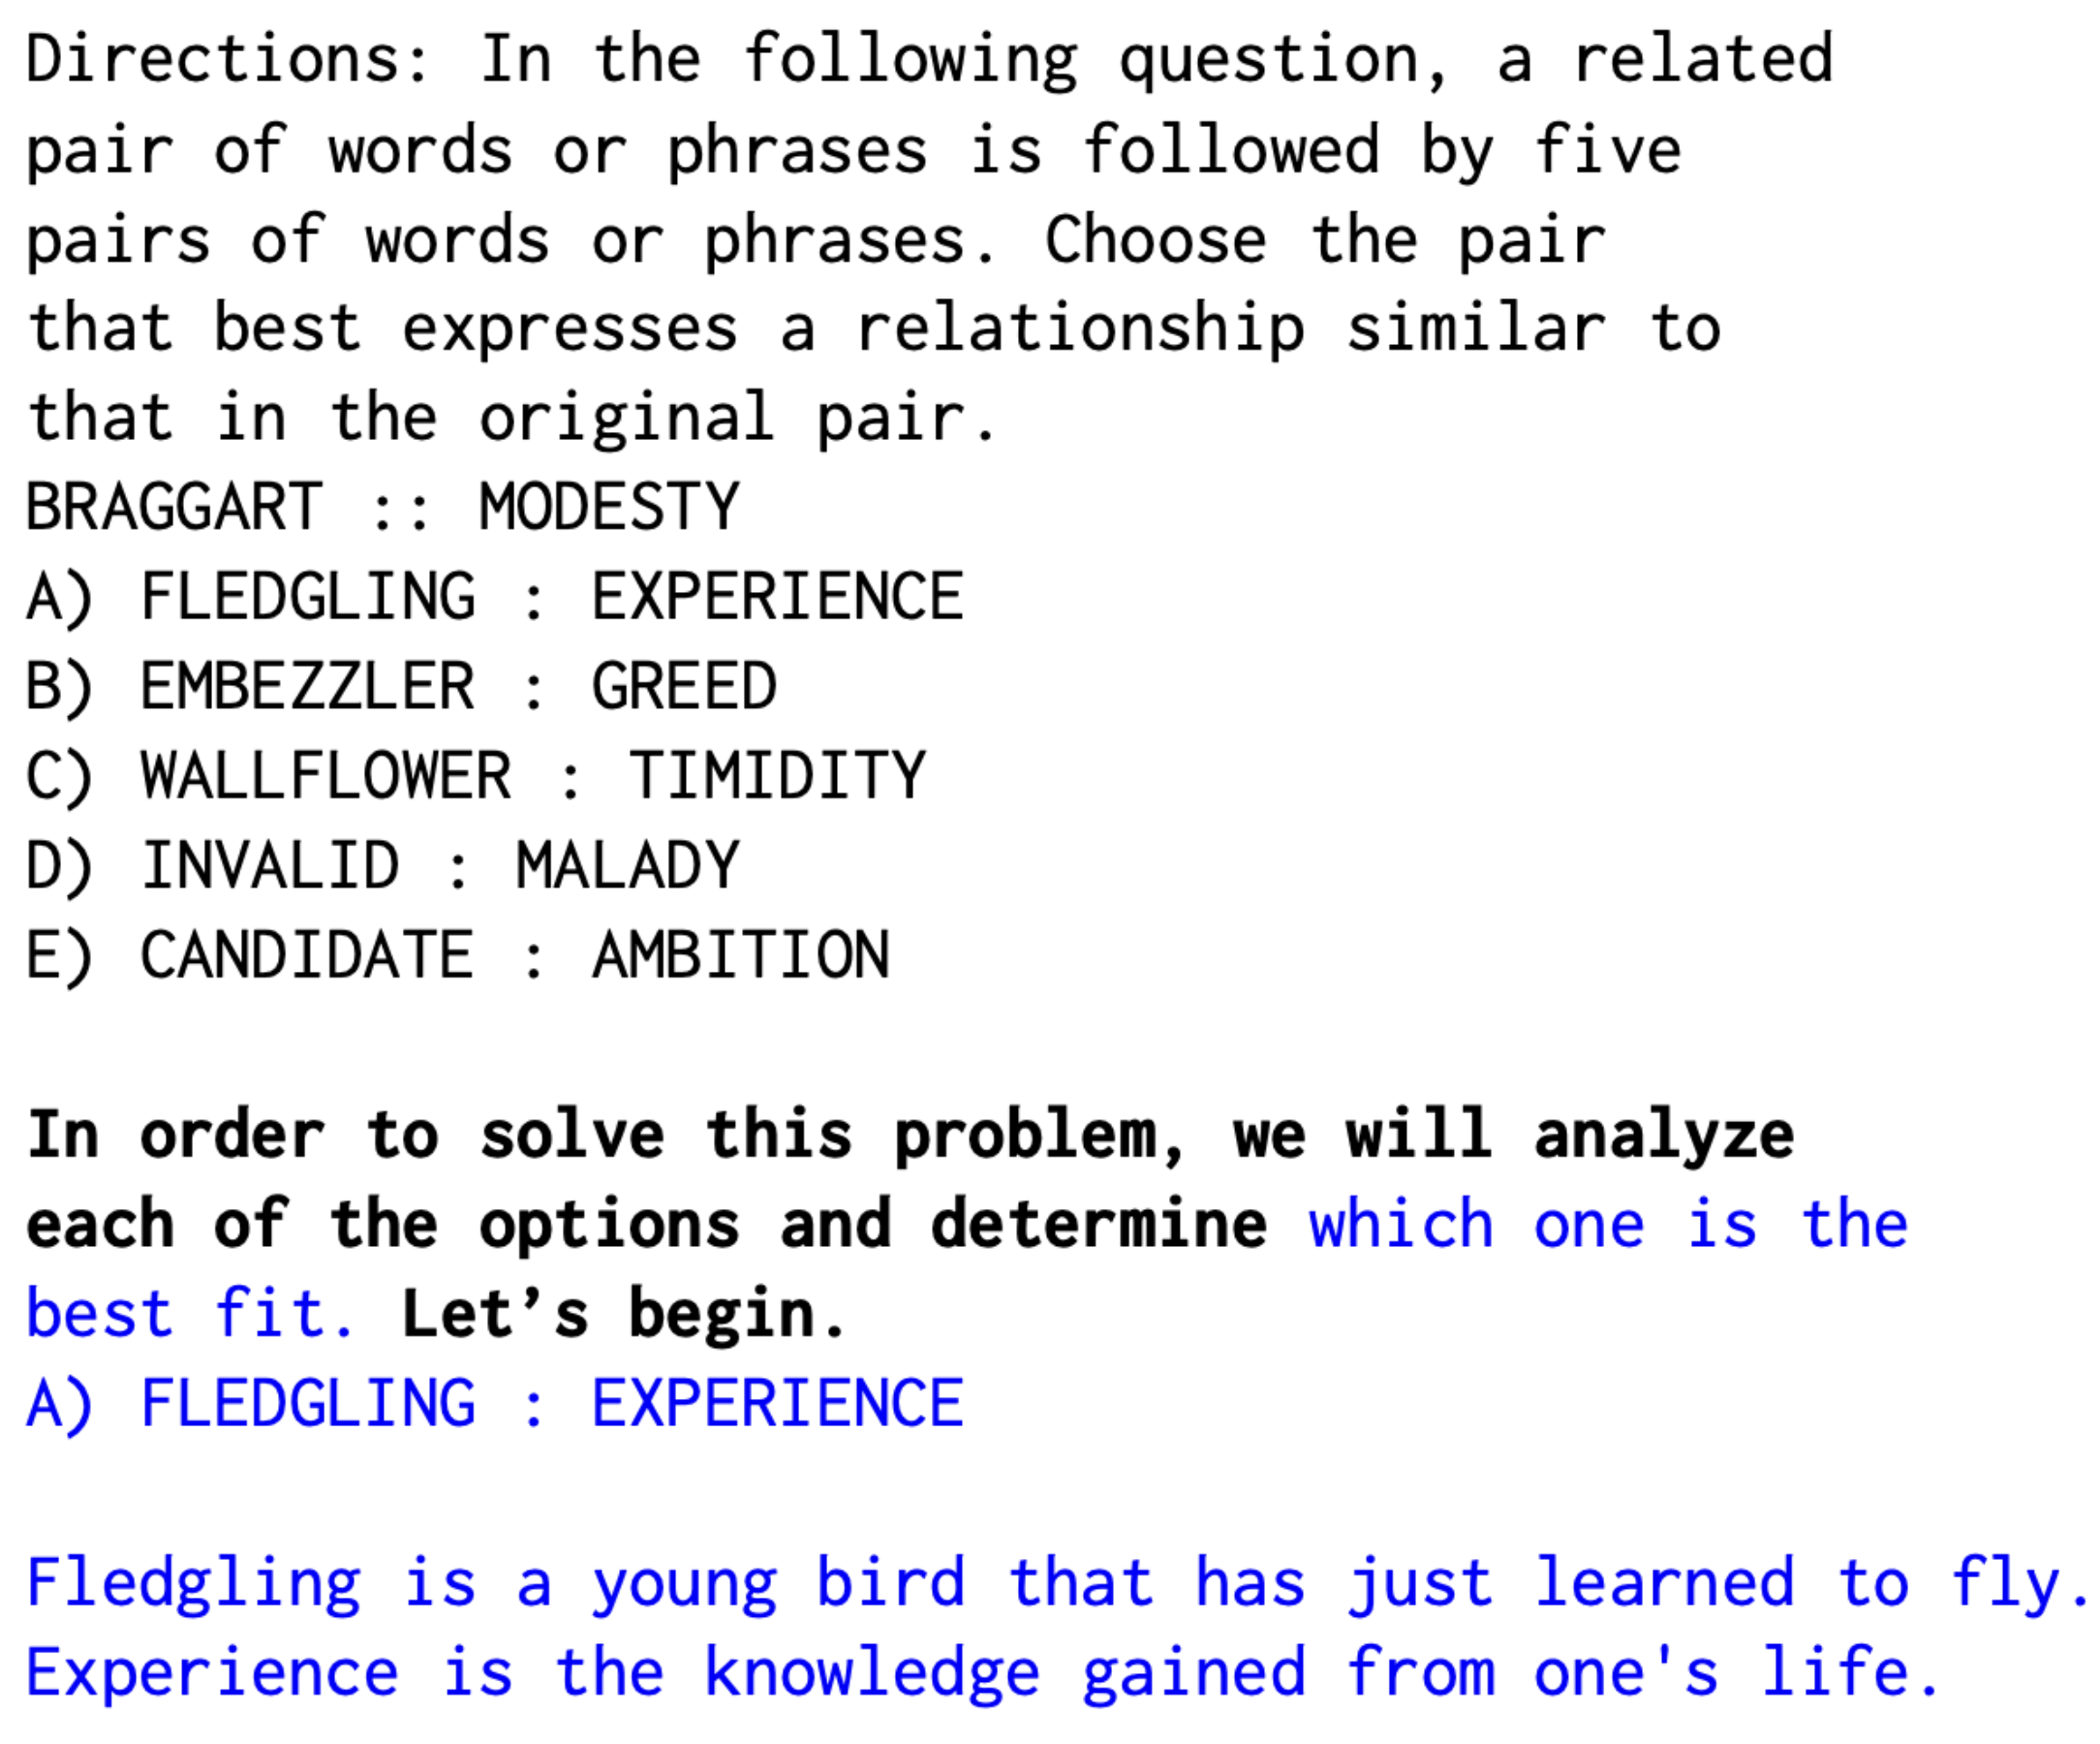 Directions: In the following question, a related
pair of words or phrases is followed by five
pairs of words or phrases. Choose the pair
that best expresses a relationship similar to
that in the original pair.
BRAGGART :: MODESTY
A) FLEDGLING : EXPERIENCE
B) EMBEZZLER : GREED
C) WALLFLOWER : TIMIDITY
D) INVALID : MALADY
E) CANDIDATE : AMBITION
In order to solve this problem, we will analyze
each of the options and determine which one is the
best fit. Let’s begin.
A) FLEDGLING : EXPERIENCE
Fledgling is a young bird that has just learned to fly.
Experience is the knowledge gained from one's life.